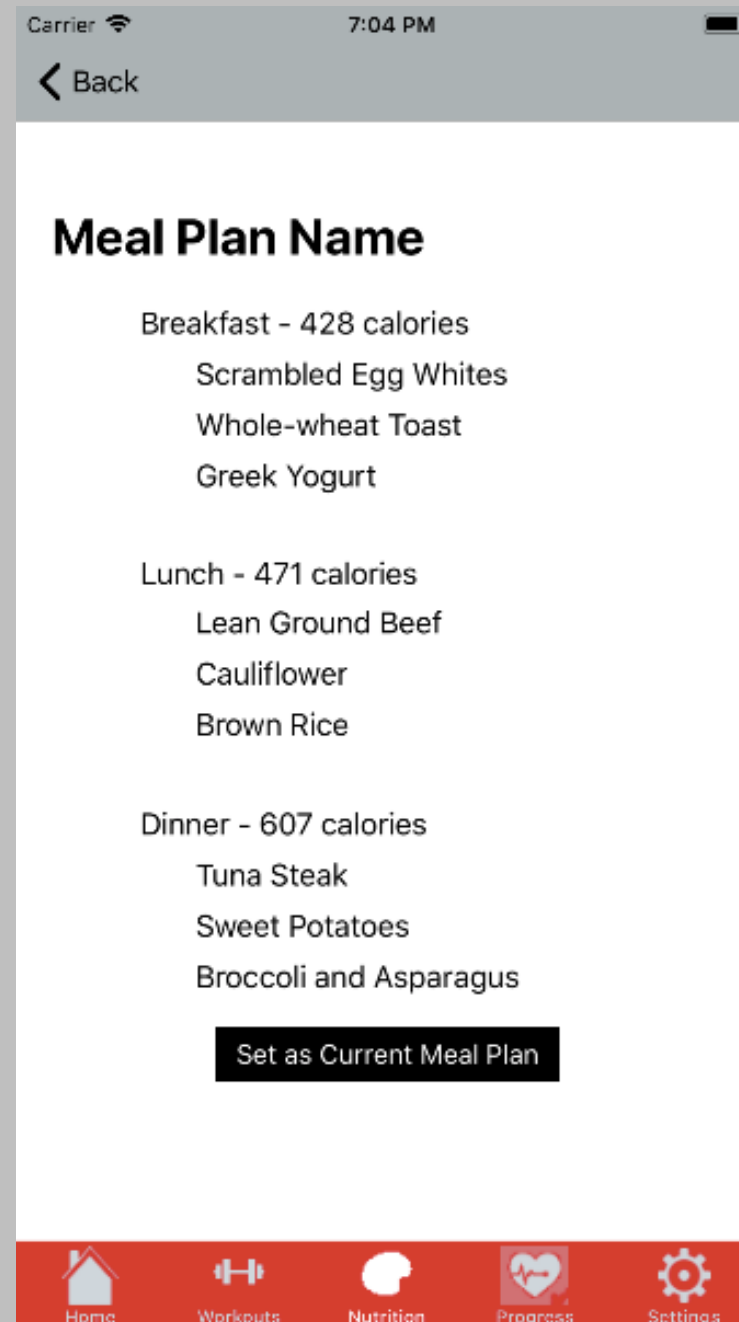 Carrier 7:04 PM
Back
Meal Plan Name
Breakfast - 428 calories
Scrambled Egg Whites
Whole-wheat Toast
Greek Yogurt
Lunch - 471 calories
Lean Ground Beef
Cauliflower
Brown Rice
Dinner - 607 calories
Tuna Steak
Sweet Potatoes
Broccoli and Asparagus
Set as Current Meal Plan
Home Workouts Nutrition Progress Settings